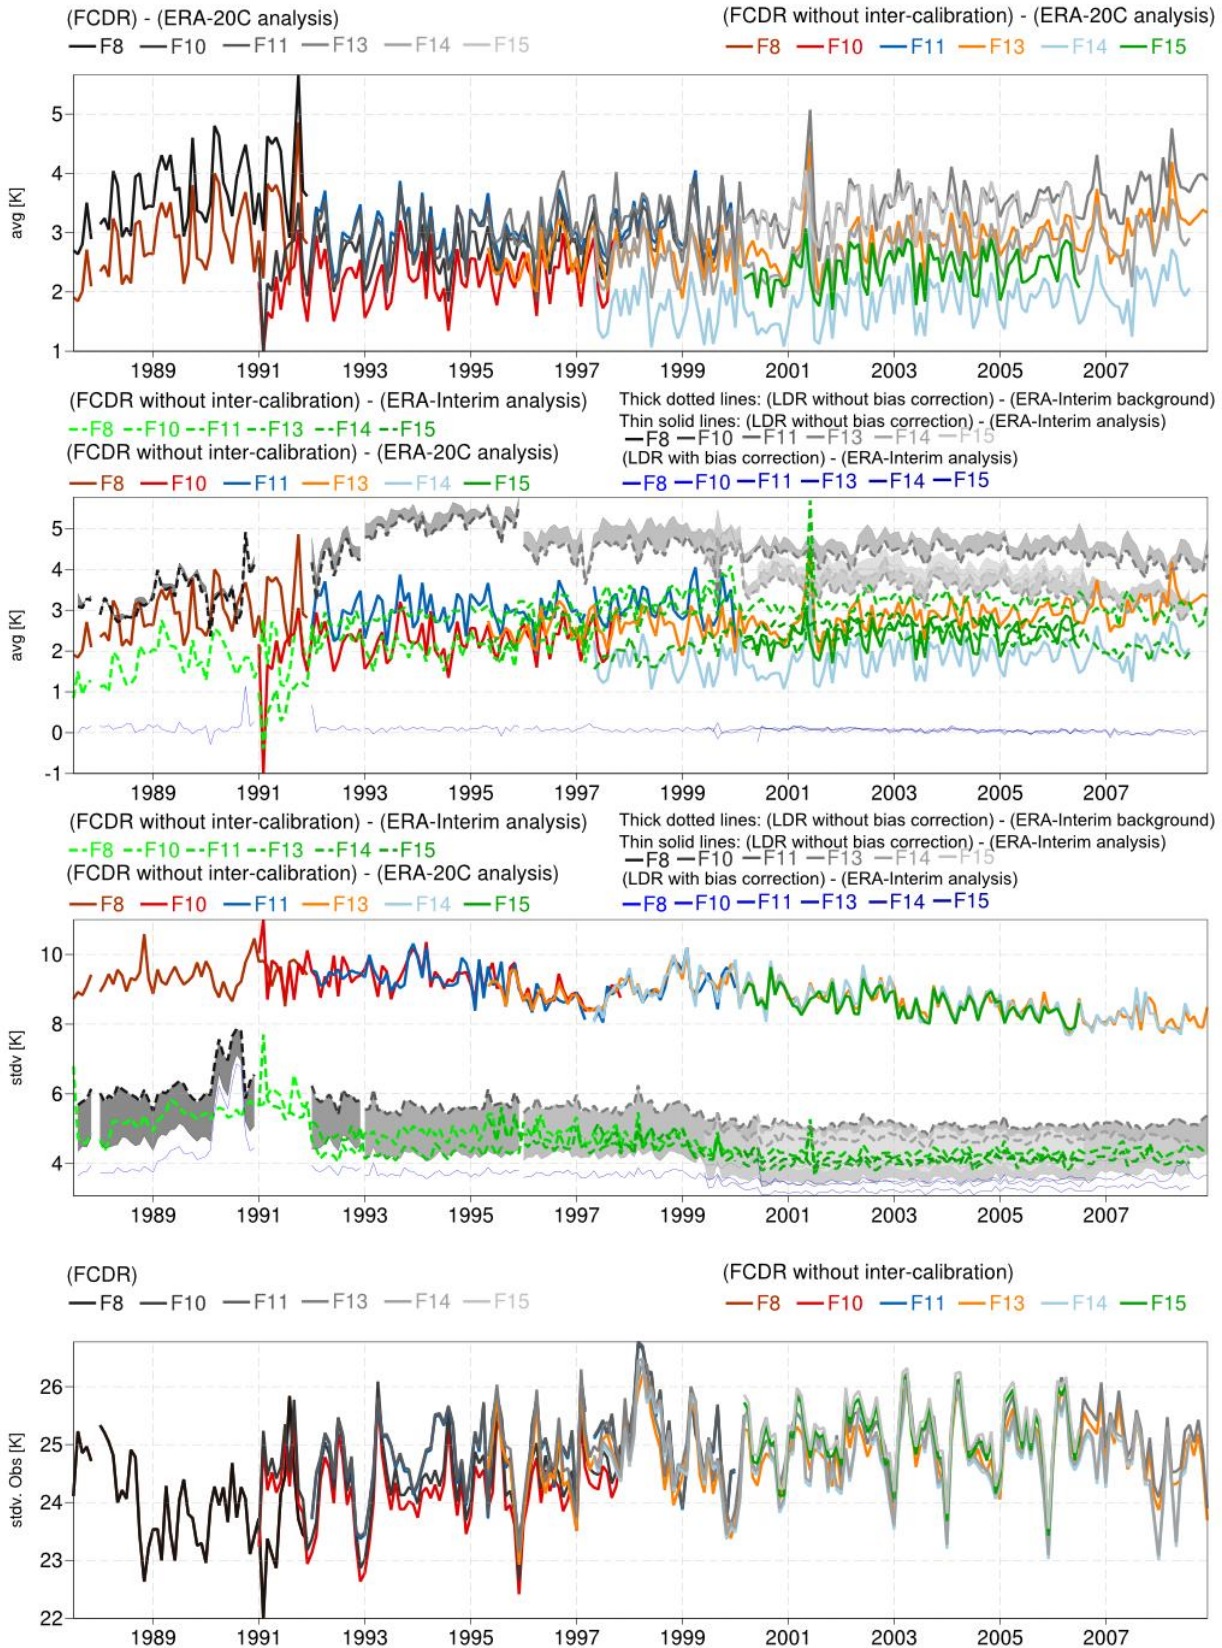 (FCDR) - (ERA-20C analysis)
F8 F10 F11 F13 F14 F15
(FCDR without inter-calibration) - (ERA-20C analysis)
F8 F10 F11 F13 F14 F15
avg [K]
5
4
3
2
1
1989 1991 1993 1995 1997 1999 2001 2003 2005 2007
(FCDR without inter-calibration) - (ERA-Interim analysis)
F8 F10 F11 F13 F14 F15
(FCDR without inter-calibration) - (ERA-20C analysis)
F8 F10 F11 F13 F14 F15
Thick dotted lines: (LDR without bias correction) - (ERA-Interim background)
Thin solid lines: (LDR without bias correction) - (ERA-Interim analysis)
F8 F10 F11 F13 F14 F15
(LDR with bias correction) - (ERA-Interim analysis)
F8 F10 F11 F13 F14 F15
avg [K]
5
4
3
2
1
0
-1
1989 1991 1993 1995 1997 1999 2001 2003 2005 2007
(FCDR without inter-calibration) - (ERA-Interim analysis)
F8 F10 F11 F13 F14 F15
(FCDR without inter-calibration) - (ERA-20C analysis)
F8 F10 F11 F13 F14 F15
Thick dotted lines: (LDR without bias correction) - (ERA-Interim background)
Thin solid lines: (LDR without bias correction) - (ERA-Interim analysis)
F8 F10 F11 F13 F14 F15
(LDR with bias correction) - (ERA-Interim analysis)
F8 F10 F11 F13 F14 F15
stdv [K]
10
8
6
4
1989 1991 1993 1995 1997 1999 2001 2003 2005 2007
(FCDR)
F8 F10 F11 F13 F14 F15
(FCDR without inter-calibration)
F8 F10 F11 F13 F14 F15
stdv. Obs [K]
26
25
24
23
22
1989 1991 1993 1995 1997 1999 2001 2003 2005 2007